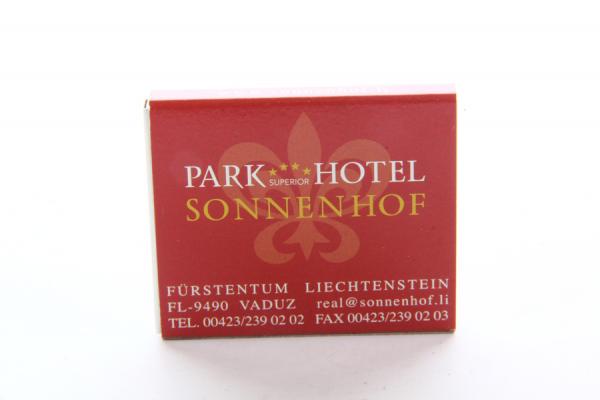 PARK ★★★★ SUPERIOR HOTEL
SONNENHOF
FÜRSTENTUM LIECHTENSTEIN
FL-9490 VADUZ real@sonnenhof.li
TEL. 00423/239 02 02 FAX 00423/239 02 03